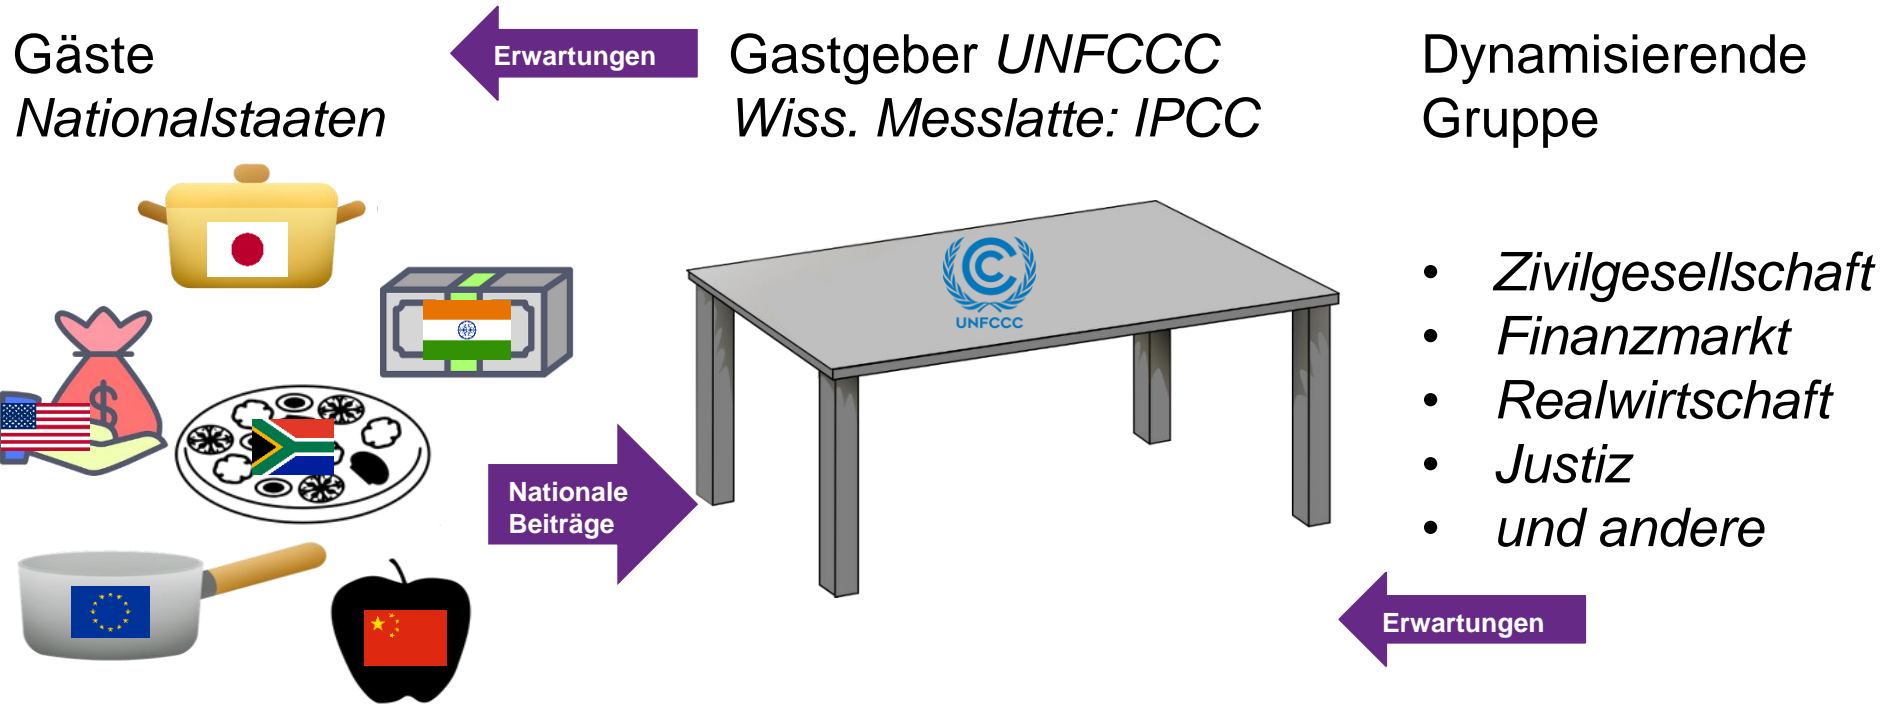 Gäste
Nationalstaaten
Erwartungen
Gastgeber UNFCCC
Wiss. Messlatte: IPCC
Dynamisierende
Gruppe
$
UNFCCC
Nationale
Beiträge
• Zivilgesellschaft
• Finanzmarkt
• Realwirtschaft
• Justiz
• und andere
Erwartungen